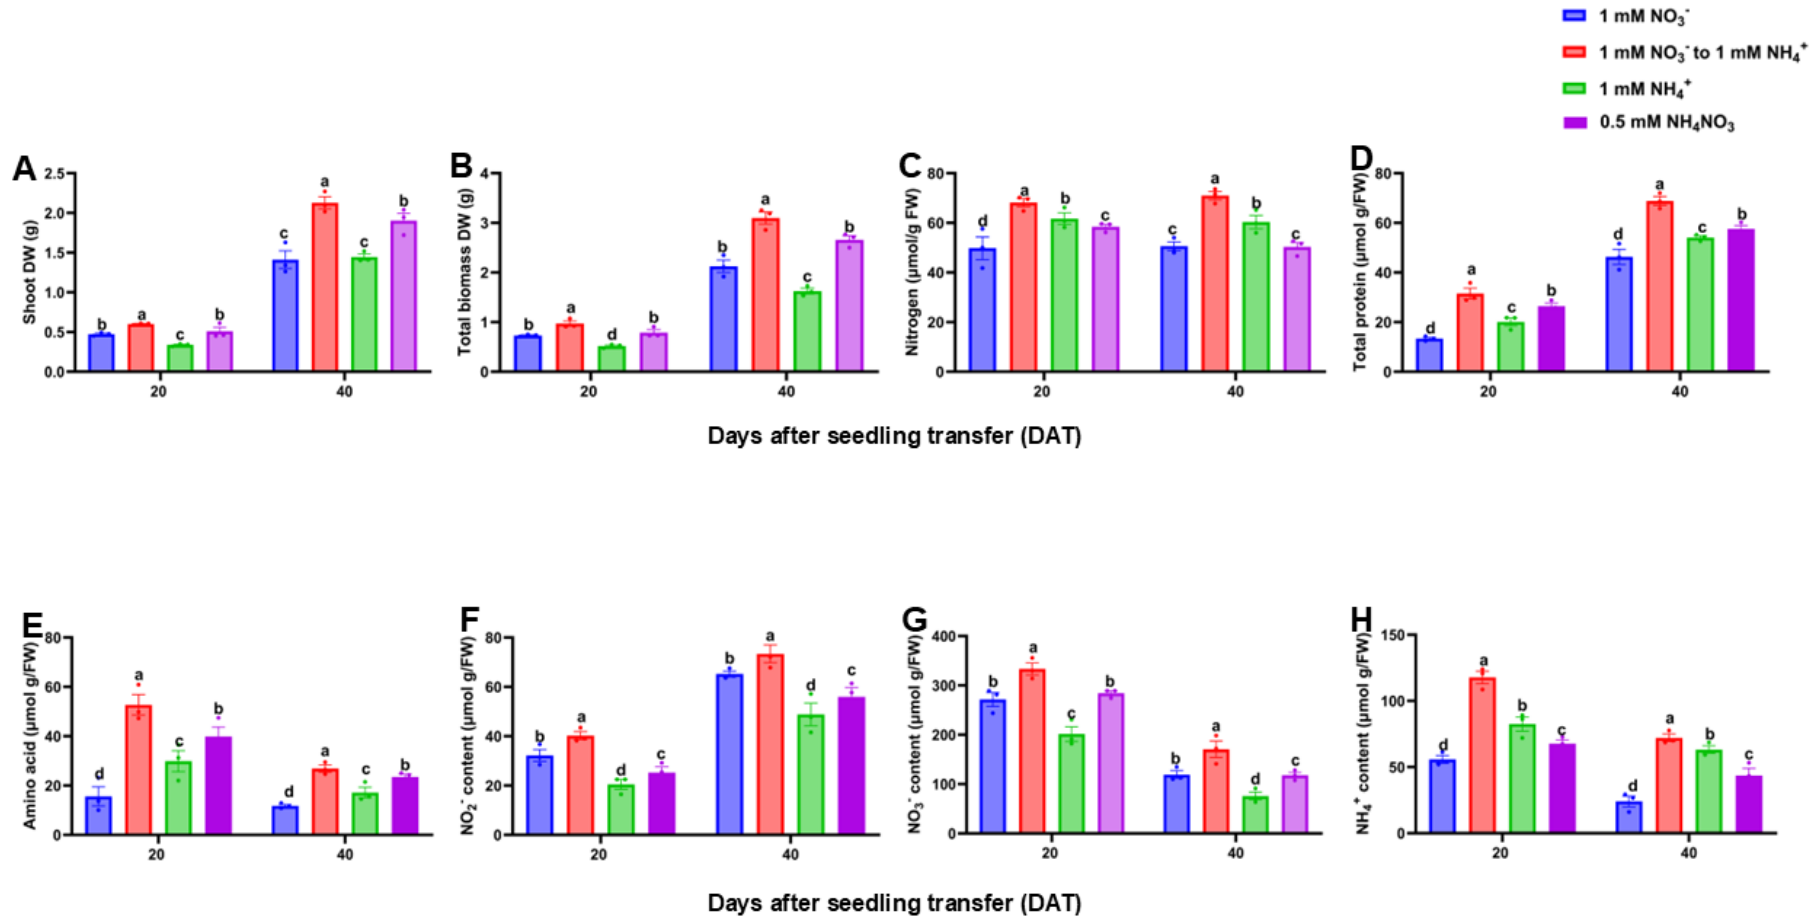 1 mM NO₃⁻
1 mM NO₃⁻ to 1 mM NH₄⁺
1 mM NH₄⁺
0.5 mM NH₄NO₃
A
Shoot DW (g)
2.5
2.0
1.5
1.0
0.5
0.0
b a c b
c a c b
20 40
B
Total biomass DW (g)
4
3
2
1
0
b a d b
b a c b
20 40
C
Nitrogen (µmol/g FW)
80
60
40
20
0
d a b c
c a b c
20 40
D
Total protein (µmol g/FW)
80
60
40
20
0
d a c b
d a c b
20 40
Days after seedling transfer (DAT)
E
Amino acid (µmol g/FW)
80
60
40
20
0
d a c b
d a c b
20 40
F
NO₂⁻ content (µmol g/FW)
80
60
40
20
0
b a d c
b a d c
20 40
G
NO₃⁻ content (µmol g/FW)
400
300
200
100
0
b a c b
b a d c
20 40
H
NH₄⁺ content (µmol g/FW)
150
100
50
0
d a b c
d a b c
20 40
Days after seedling transfer (DAT)